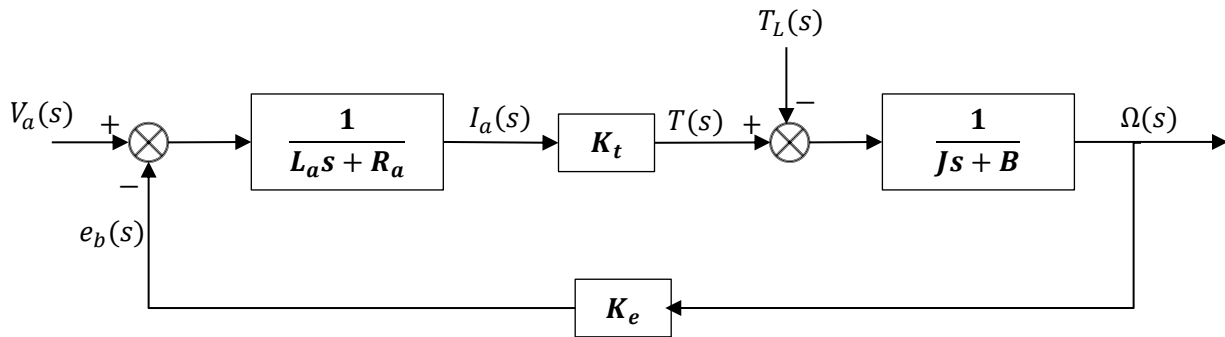 T_L(s)
V_a(s) + 1 / (L_a s + R_a) I_a(s) K_t T(s) + − 1 / (Js + B) Ω(s)
−
e_b(s)
K_e